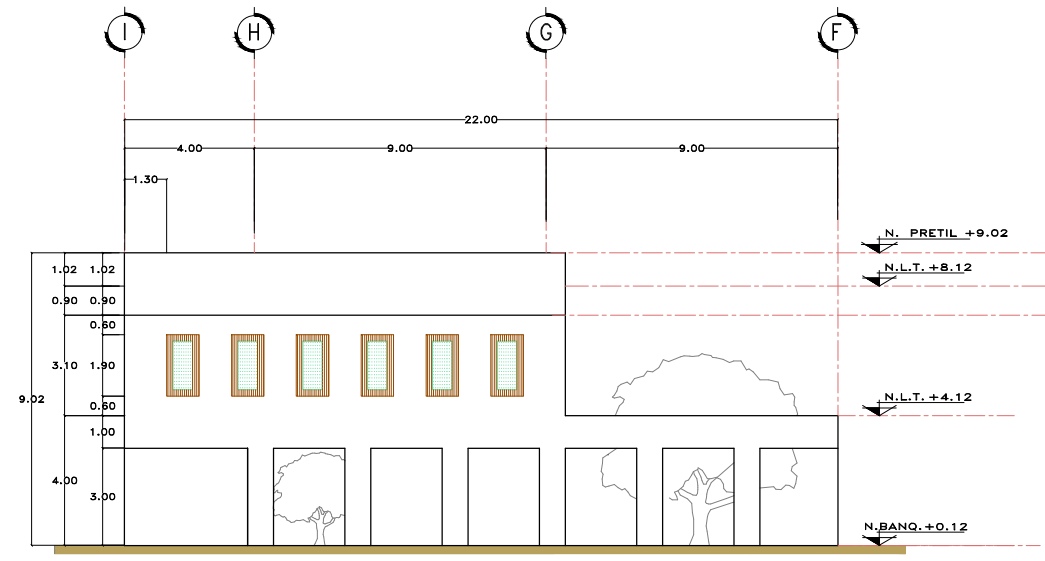 I H G F
22.00
4.00 9.00 9.00
1.30
N. PRETIL +9.02
1.02 1.02
N.L.T. +8.12
0.90 0.90
0.60
3.10 1.90
9.02
0.60
N.L.T. +4.12
1.00
4.00
3.00
N.BANQ.+0.12